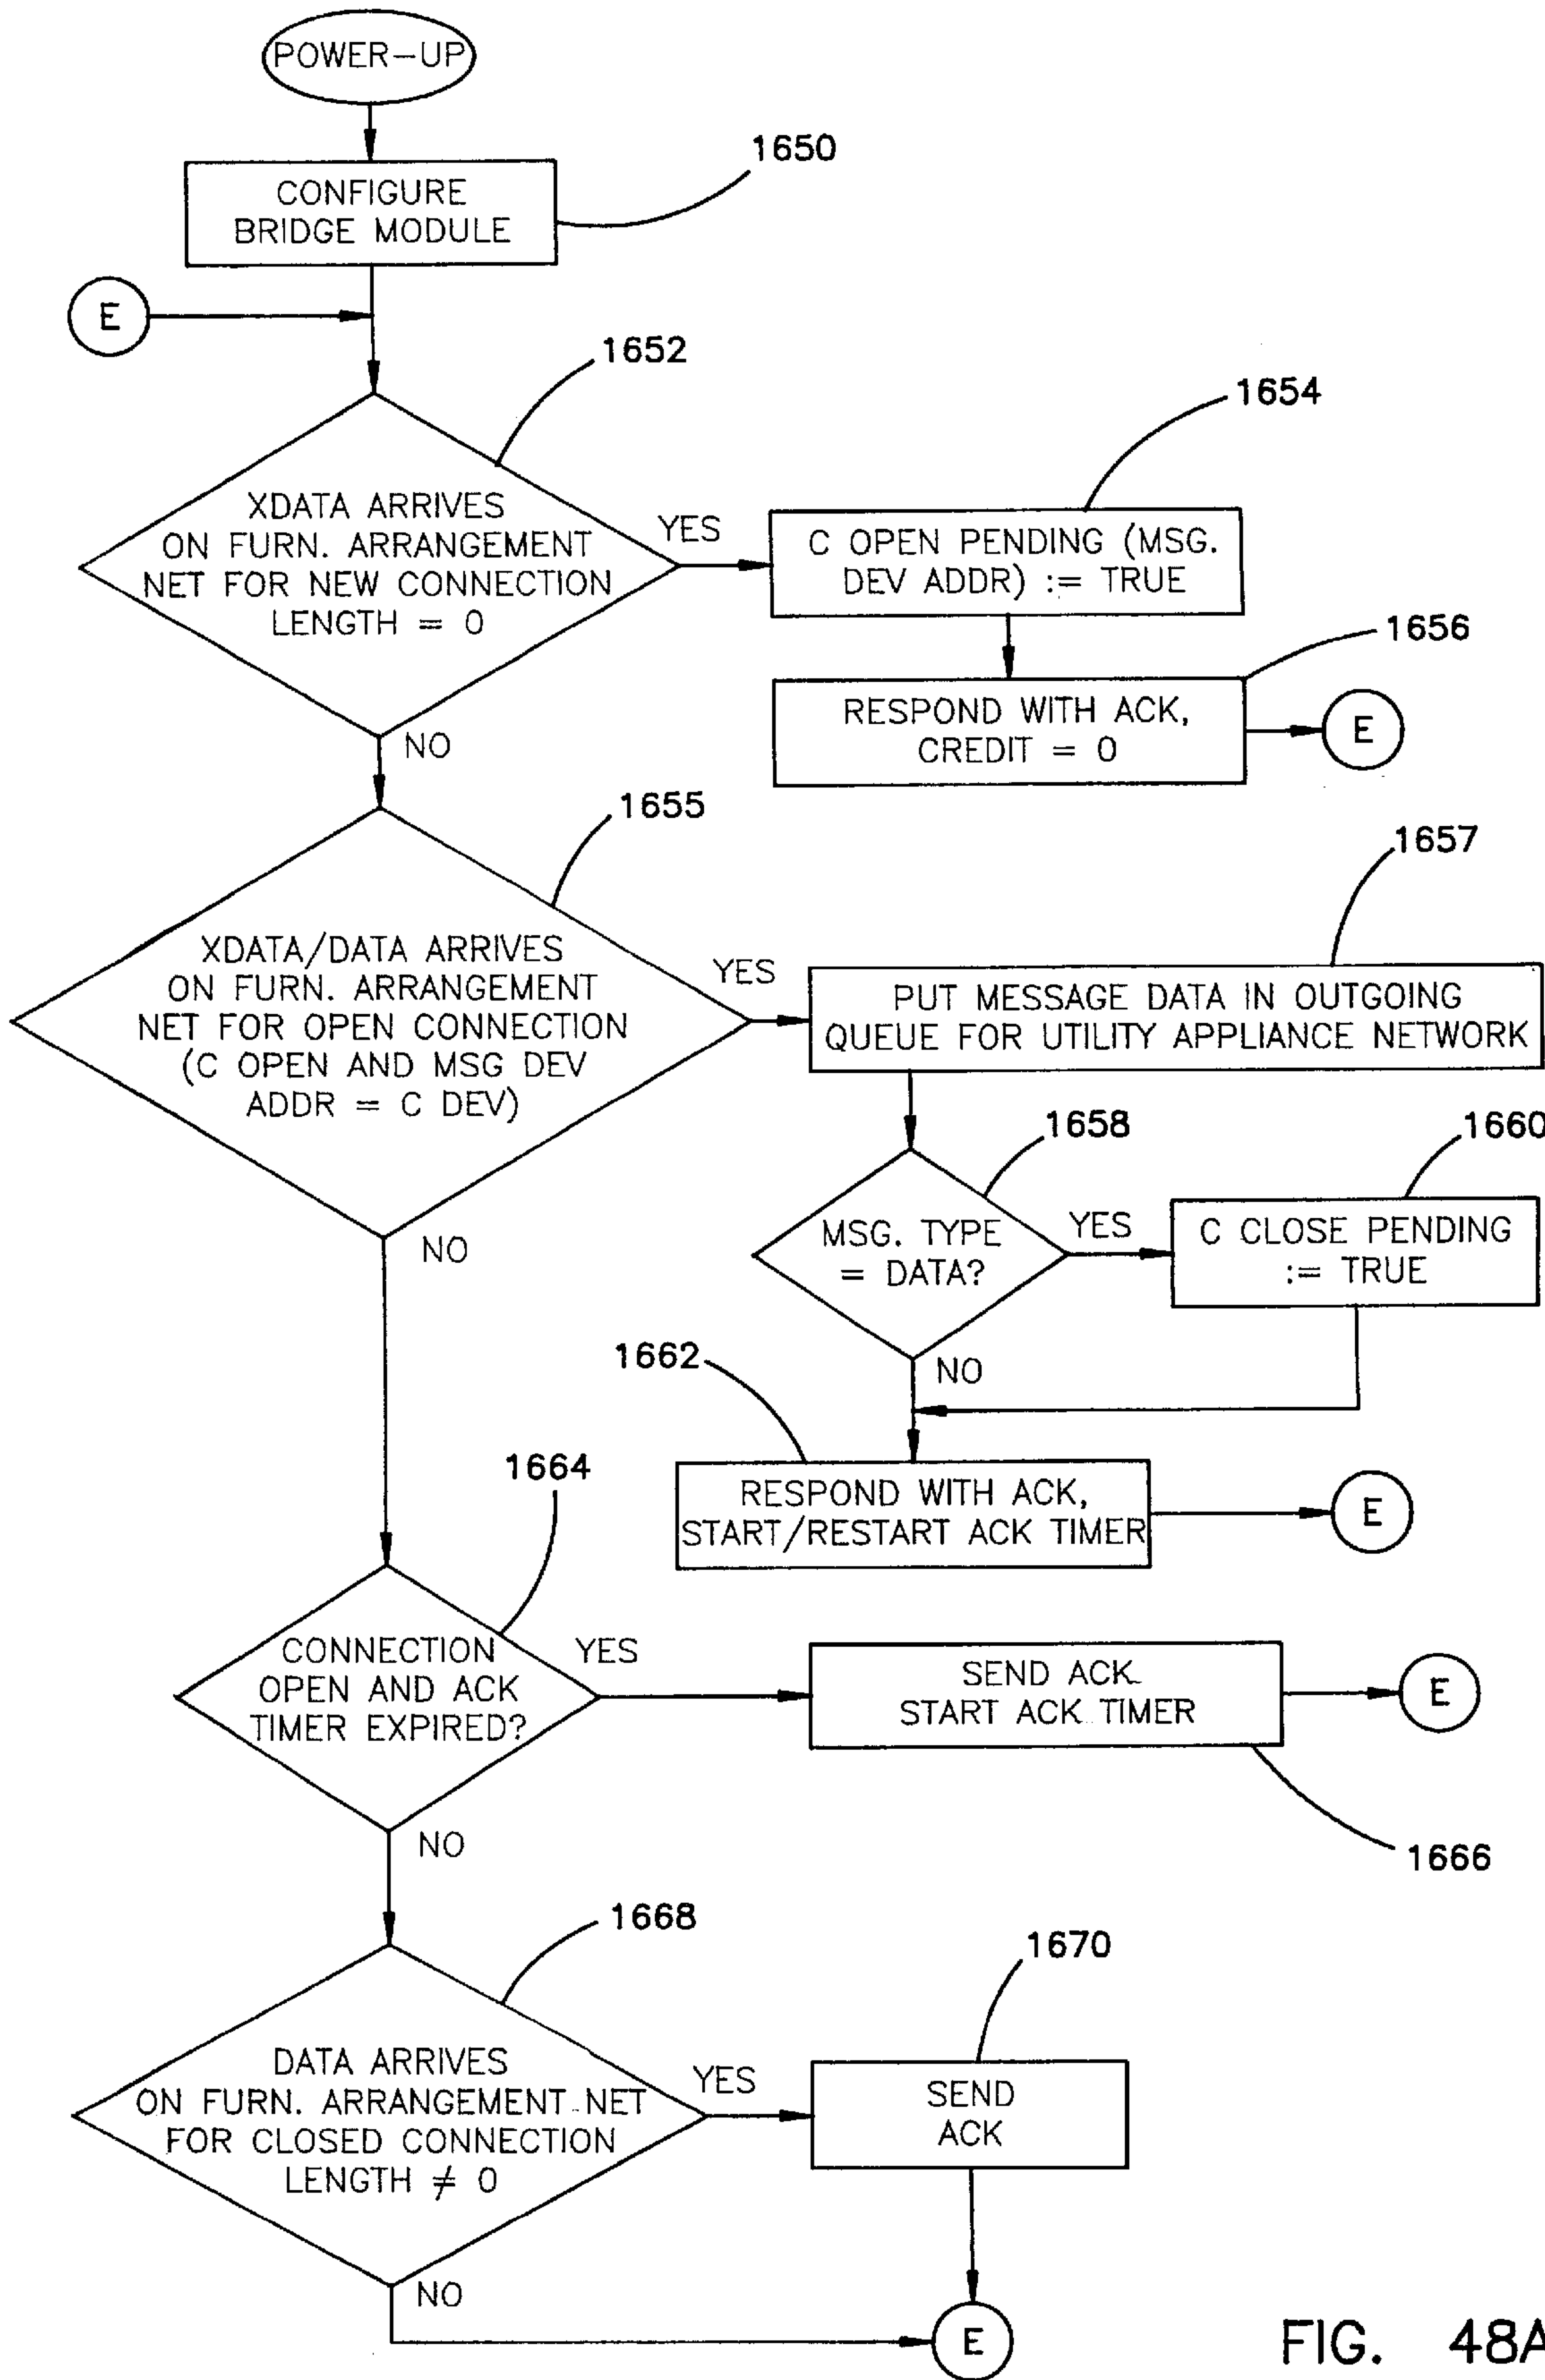 POWER-UP
1650
CONFIGURE
BRIDGE MODULE
E
1652
1654
XDATA ARRIVES
ON FURN. ARRANGEMENT
NET FOR NEW CONNECTION
LENGTH = 0
YES
C OPEN PENDING (MSG.
DEV ADDR) := TRUE
1656
RESPOND WITH ACK,
CREDIT = 0
E
NO
1655
1657
XDATA/DATA ARRIVES
ON FURN. ARRANGEMENT
NET FOR OPEN CONNECTION
(C OPEN AND MSG DEV
ADDR = C DEV)
YES
PUT MESSAGE DATA IN OUTGOING
QUEUE FOR UTILITY APPLIANCE NETWORK
1658
1660
MSG. TYPE
= DATA?
YES
C CLOSE PENDING
:= TRUE
NO
NO
1662
RESPOND WITH ACK,
START/RESTART ACK TIMER
E
1664
CONNECTION
OPEN AND ACK
TIMER EXPIRED?
YES
SEND ACK
START ACK TIMER
E
1666
NO
1668
1670
DATA ARRIVES
ON FURN. ARRANGEMENT NET
FOR CLOSED CONNECTION
LENGTH ≠ 0
YES
SEND
ACK
NO
E
FIG. 48A